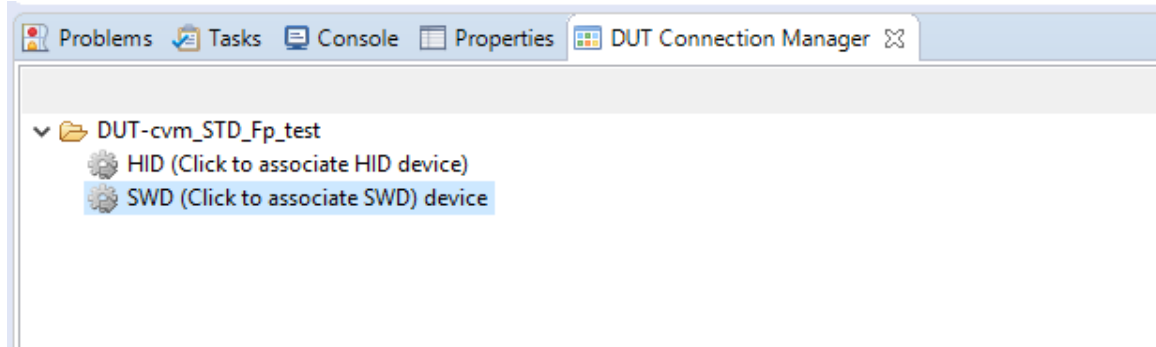 Problems Tasks Console Properties DUT Connection Manager
DUT-cvm_STD_Fp_test
HID (Click to associate HID device)
SWD (Click to associate SWD) device